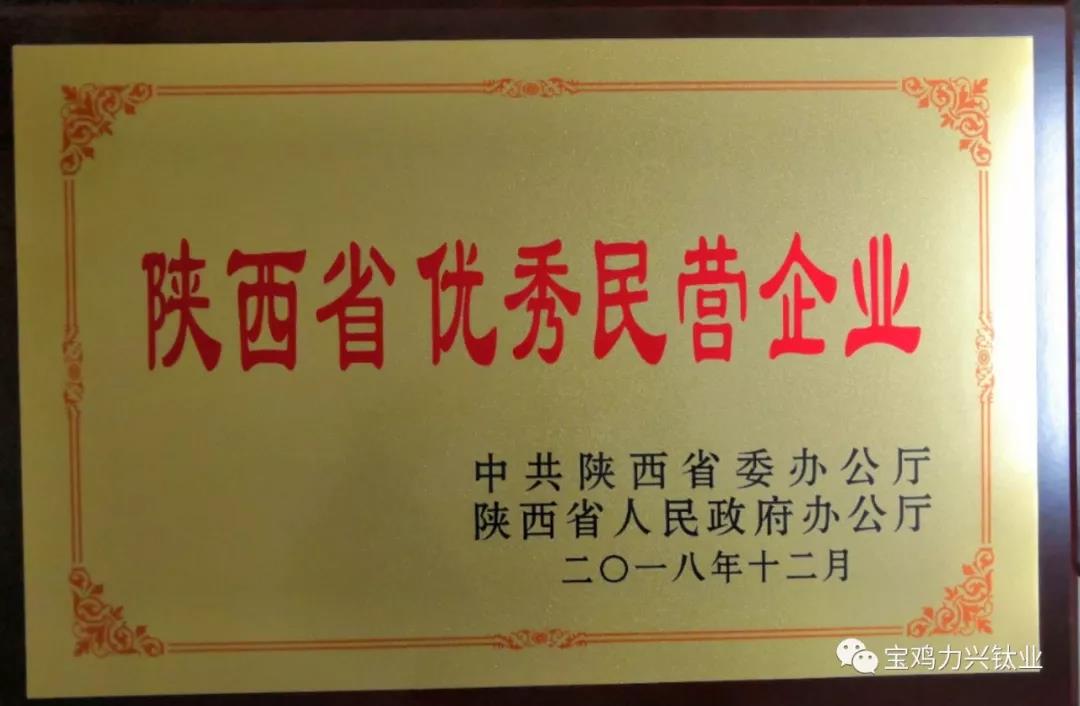 陕西省优秀民营企业
中共陕西省委办公厅
陕西省人民政府办公厅
二〇一八年十二月
宝鸡力兴钛业